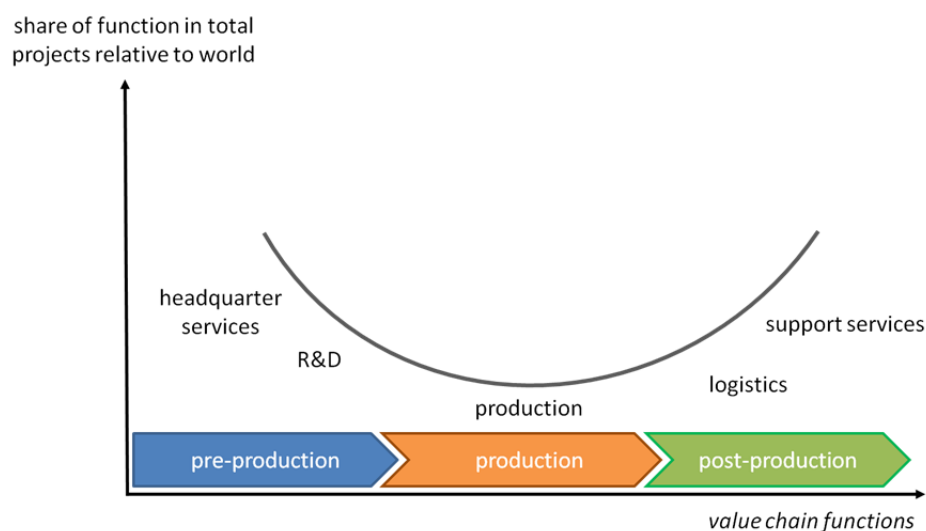 share of function in total
projects relative to world
headquarter
services
R&D
production
support services
logistics
pre-production
production
post-production
value chain functions